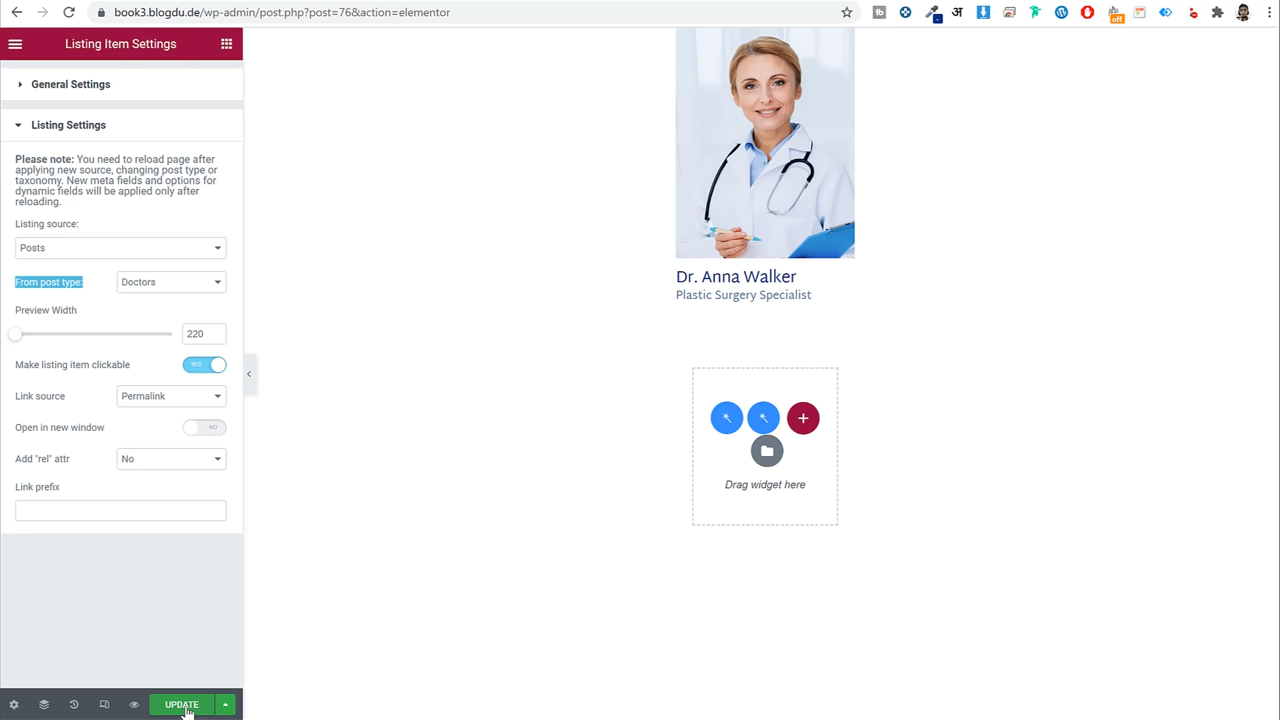 book3.blogdu.de/wp-admin/post.php?post=76&action=elementor
अ
off
Listing Item Settings
General Settings
Listing Settings
Please note: You need to reload page after
applying new source, changing post type or
taxonomy. New meta fields and options for
dynamic fields will be applied only after
reloading.
Listing source:
Posts
From post type:
Doctors
Preview Width
220
Make listing item clickable
YES
Link source
Permalink
Open in new window
NO
Add "rel" attr
No
Link prefix
UPDATE
Dr. Anna Walker
Plastic Surgery Specialist
Drag widget here